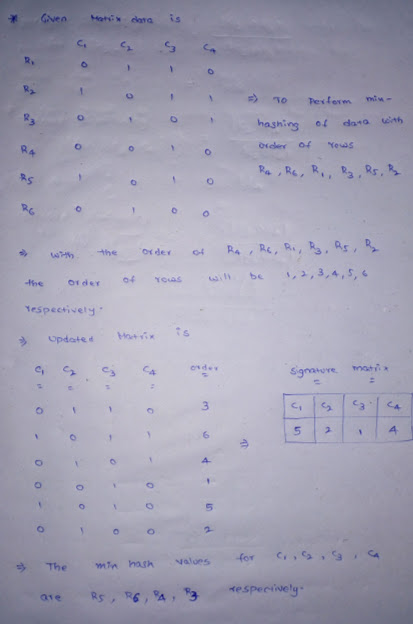 * Given Matrix data is
C1 C2 C3 C4
R1 0 1 1 0
R2 1 0 1 1
R3 0 1 0 1
R4 0 0 1 0
R5 1 0 1 0
R6 0 1 0 0
⇒ To perform min-
hashing of data with
order of rows
R4, R6, R1, R3, R5, R2
⇒ with the order of R4, R6, R1, R3, R5, R2
the order of rows will be 1,2,3,4,5,6
respectively.
⇒ Updated Matrix is
C1 C2 C3 C4 order
0 1 1 0 3
1 0 1 1 6
0 1 0 1 4
0 0 1 0 1
1 0 1 0 5
0 1 0 0 2
⇒
Signature matrix
C1 C2 C3 C4
5 2 1 4
⇒ The min hash values for C1, C2, C3, C4
are R5, R6, R4, R3 respectively.